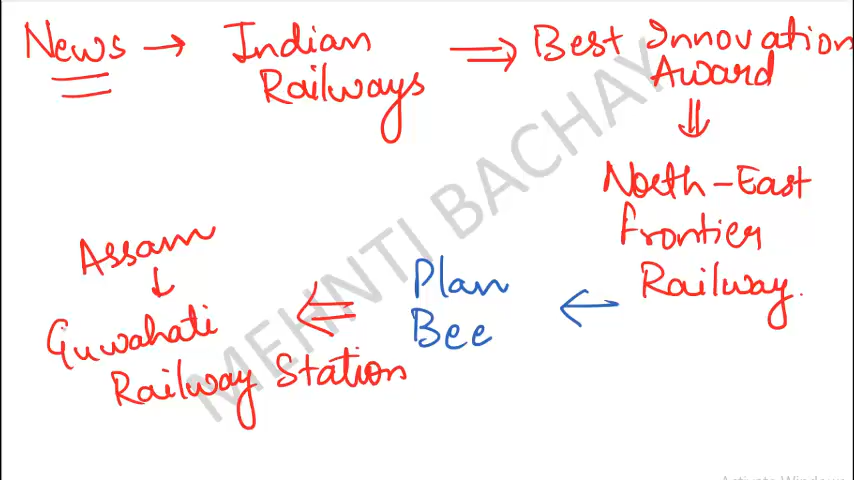 News → Indian Railways ⇒ Best Innovation Award
⇓
North-East
Frontier
Railway.
←
Plan
Bee
⇐
Assam
↓
Guwahati
Railway Station
MEHNTI BACHAY